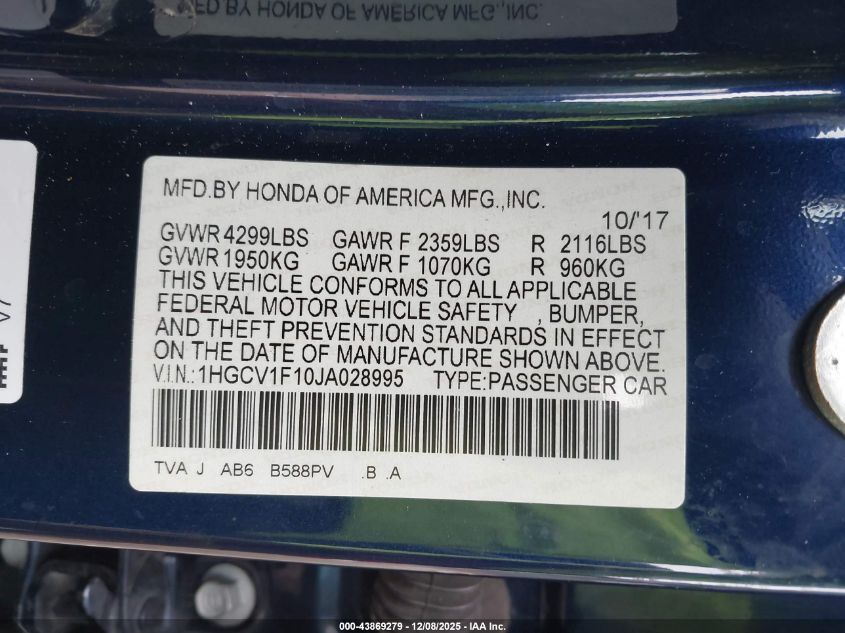 MFD.BY HONDA OF AMERICA MFG.,INC.
MFD.BY HONDA OF AMERICA MFG.,INC.
10/'17
GVWR 4299LBS GAWR F 2359LBS R 2116LBS
GVWR 1950KG GAWR F 1070KG R 960KG
THIS VEHICLE CONFORMS TO ALL APPLICABLE
FEDERAL MOTOR VEHICLE SAFETY , BUMPER,
AND THEFT PREVENTION STANDARDS IN EFFECT
ON THE DATE OF MANUFACTURE SHOWN ABOVE.
V.I.N.:1HGCV1F10JA028995 TYPE:PASSENGER CAR
TVA J AB6 B588PV .B .A
V7
000-43869279 - 12/08/2025 - IAA Inc.